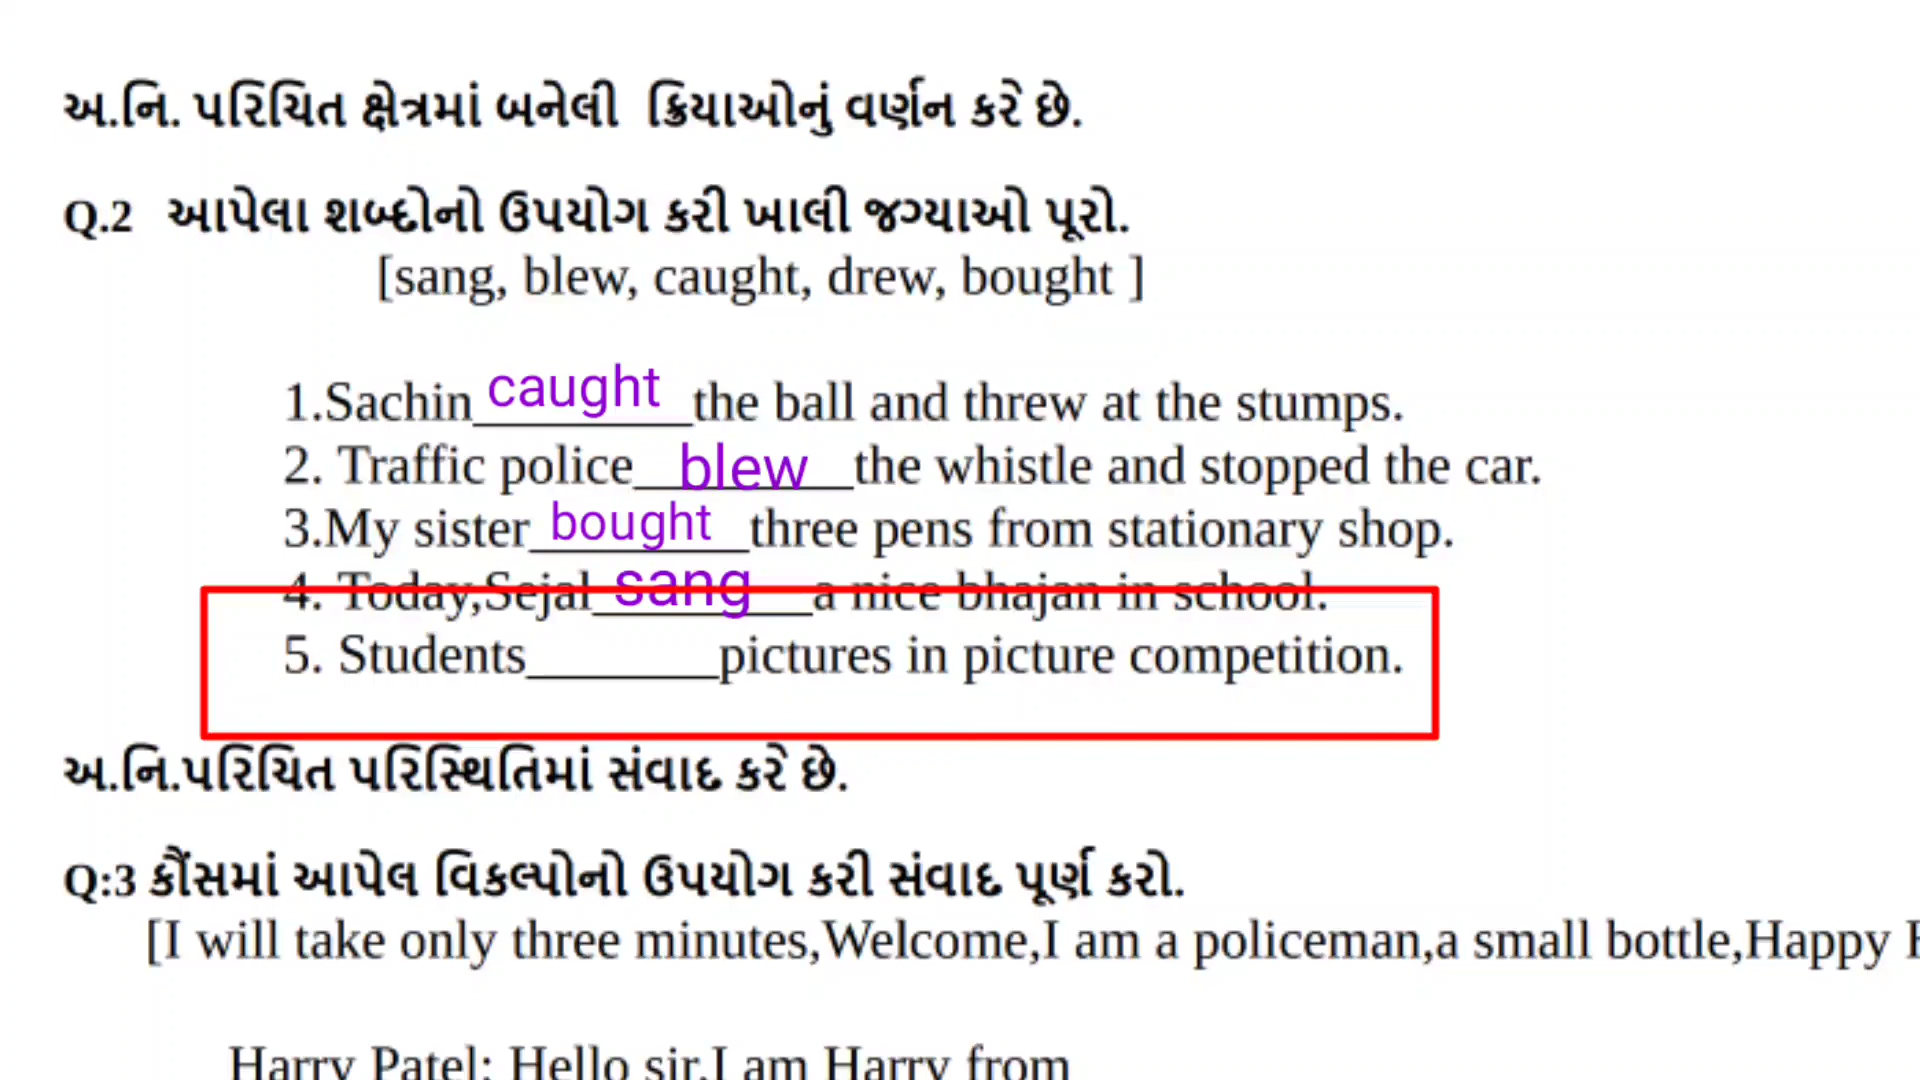 અ.નિ. પરિચિત ક્ષેત્રમાં બનેલી ક્રિયાઓનું વર્ણન કરે છે.
Q.2 આપેલા શબ્દોનો ઉપયોગ કરી ખાલી જગ્યાઓ પૂરો.
[sang, blew, caught, drew, bought ]
1.Sachin caught the ball and threw at the stumps.
2. Traffic police blew the whistle and stopped the car.
3.My sister bought three pens from stationary shop.
4. Today,Sejal sang a nice bhajan in school.
5. Students________pictures in picture competition.
અ.નિ.પરિચિત પરિસ્થિતિમાં સંવાદ કરે છે.
Q:3 કૌંસમાં આપેલ વિકલ્પોનો ઉપયોગ કરી સંવાદ પૂર્ણ કરો.
[I will take only three minutes,Welcome,I am a policeman,a small bottle,Happy
Harry Patel: Hello sir,I am Harry from